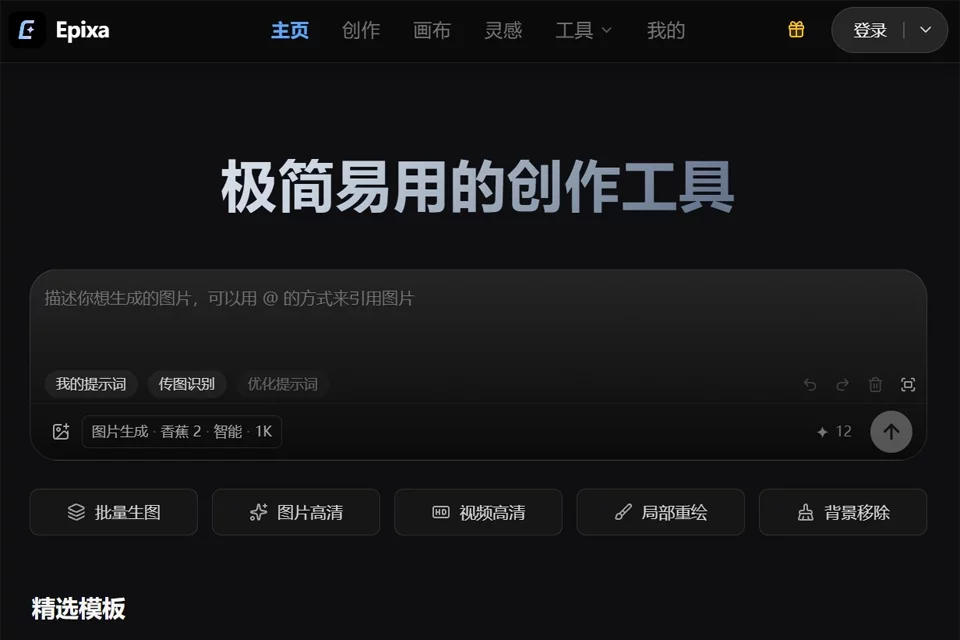 Epixa
主页 创作 画布 灵感 工具 我的 登录
极简易用的创作工具
描述你想生成的图片，可以用 @ 的方式来引用图片
我的提示词 传图识别 优化提示词
图片生成 · 香蕉 2 · 智能 · 1K 12
批量生图 图片高清 HD 视频高清 局部重绘 背景移除
精选模板